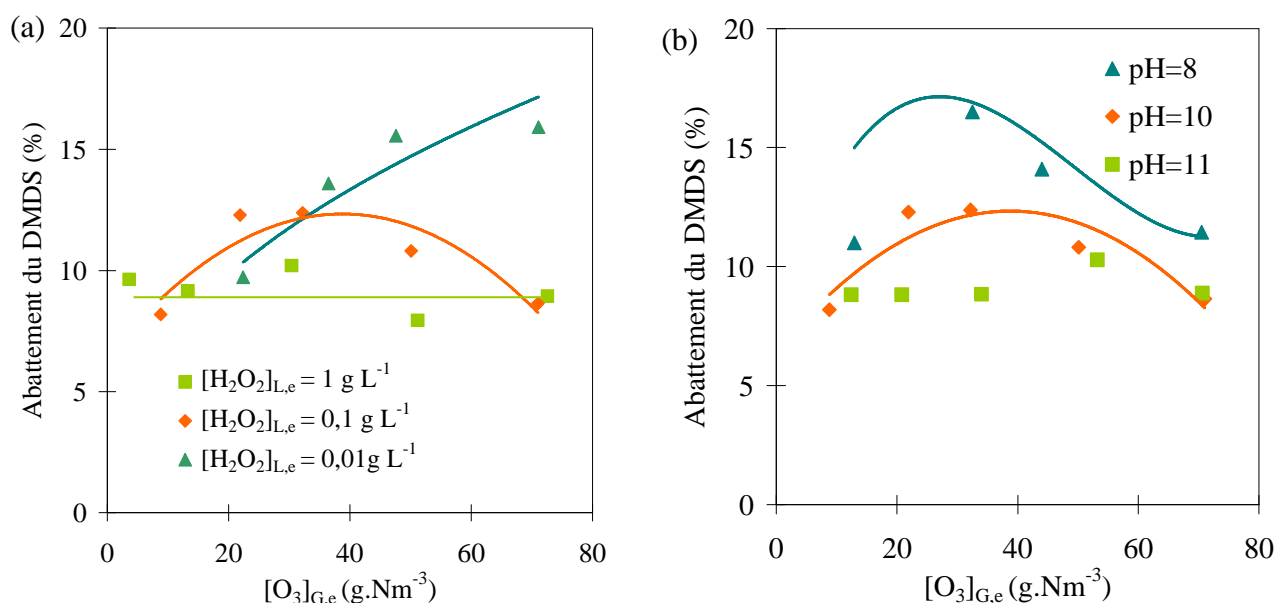 (a)
20
15
10
5
0
Abattement du DMDS (%)
[H₂O₂]L,e = 1 g L⁻¹
[H₂O₂]L,e = 0,1 g L⁻¹
[H₂O₂]L,e = 0,01g L⁻¹
0 20 40 60 80
[O₃]G,e (g.Nm⁻³)
(b)
20
15
10
5
0
Abattement du DMDS (%)
pH=8
pH=10
pH=11
0 20 40 60 80
[O₃]G,e (g.Nm⁻³)